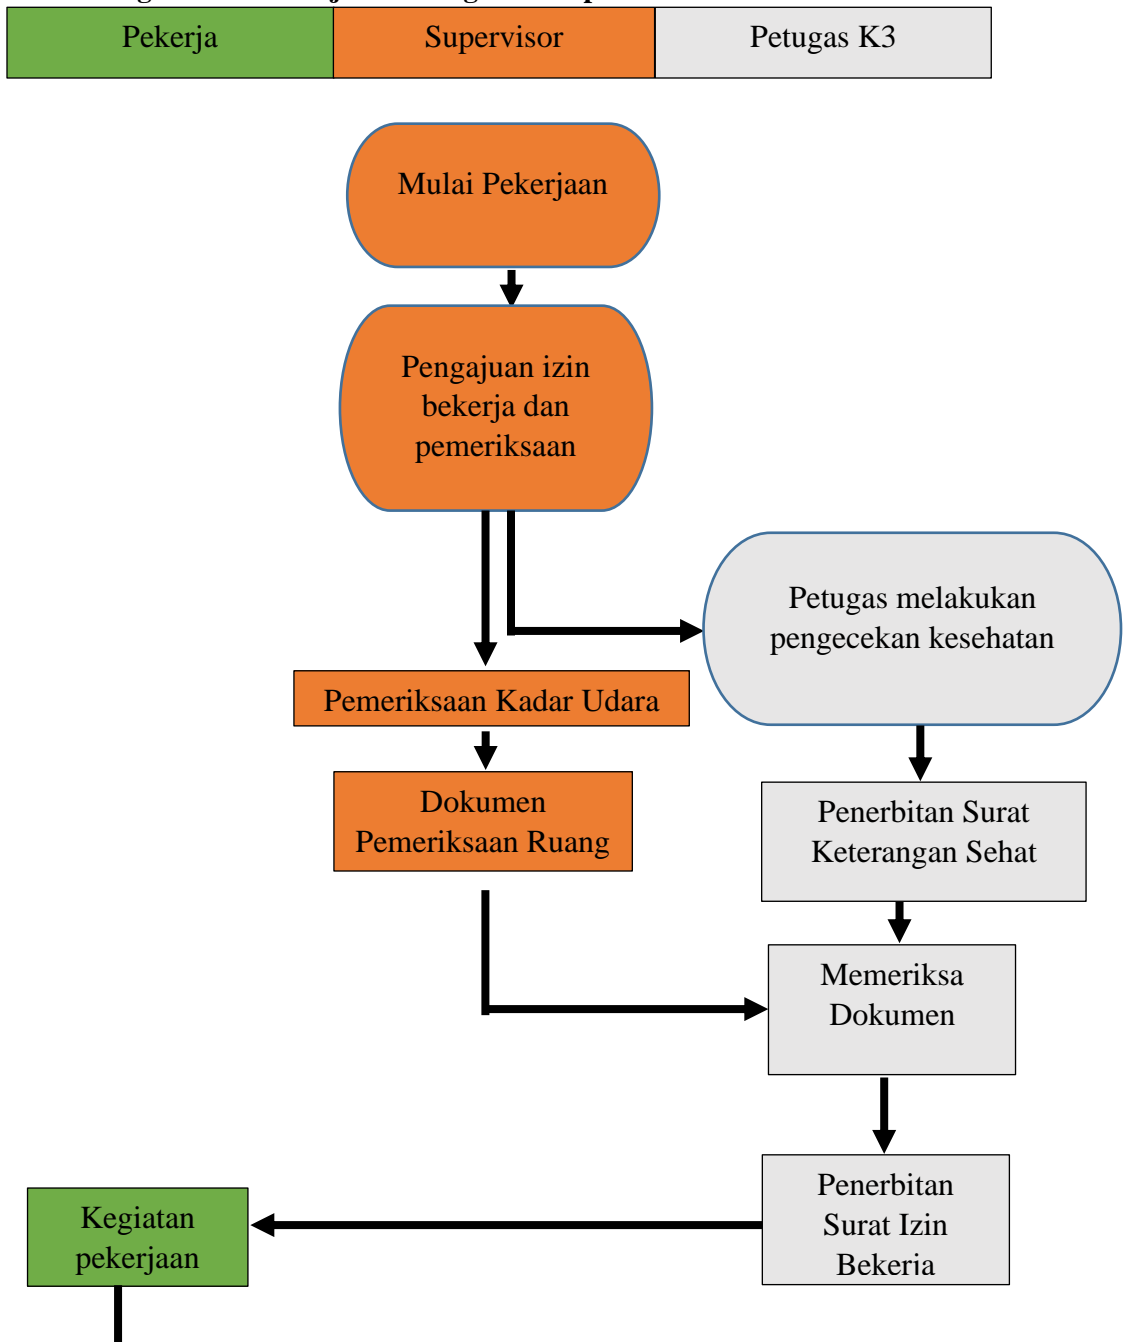 Pekerja
Supervisor
Petugas K3
Mulai Pekerjaan
Pengajuan izin
bekerja dan
pemeriksaan
Petugas melakukan
pengecekan kesehatan
Pemeriksaan Kadar Udara
Dokumen
Pemeriksaan Ruang
Penerbitan Surat
Keterangan Sehat
Memeriksa
Dokumen
Penerbitan
Surat Izin
Bekeria
Kegiatan
pekerjaan